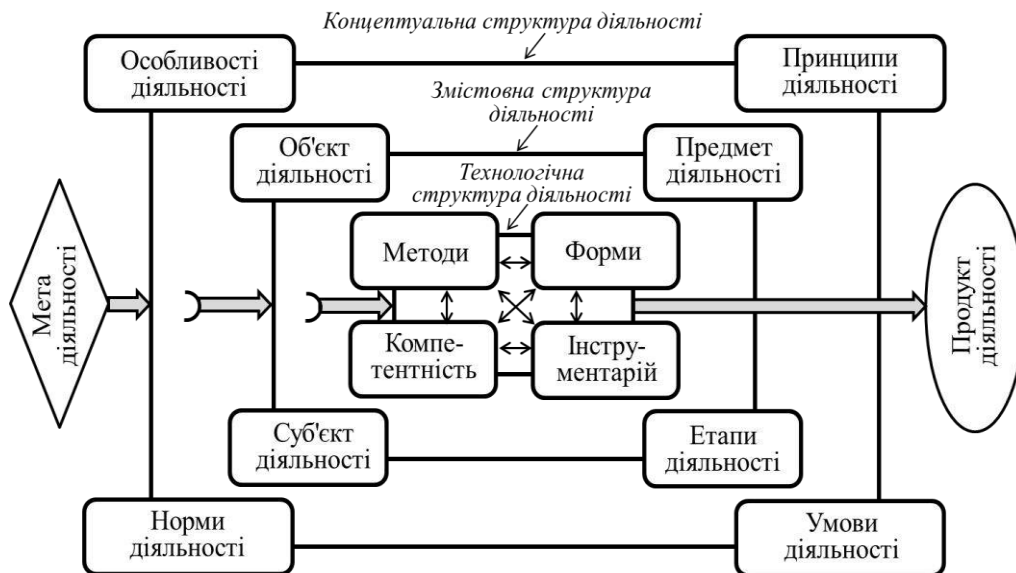 Концептуальна структура діяльності
Особливості
діяльності
Принципи
діяльності
Змістовна структура
діяльності
Об'єкт
діяльності
Предмет
діяльності
Технологічна
структура діяльності
Методи
Форми
Мета
діяльності
Продукт
діяльності
Компе-
тентність
Інстру-
ментарій
Суб'єкт
діяльності
Етапи
діяльності
Норми
діяльності
Умови
діяльності